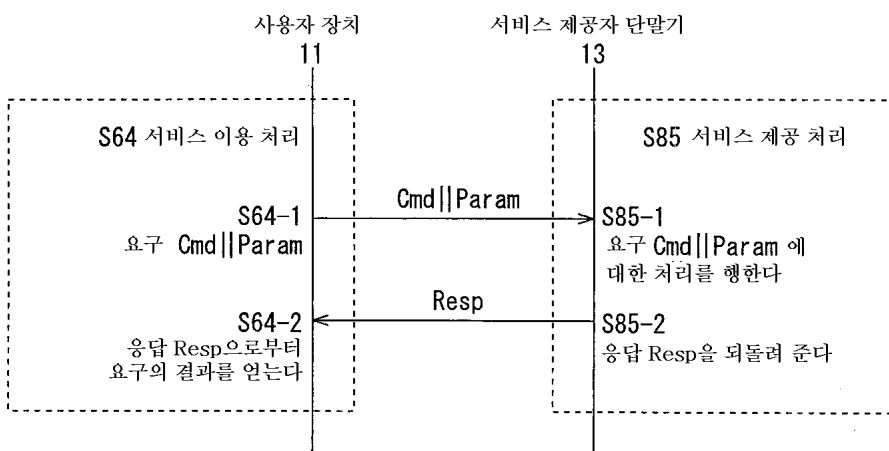 사용자 장치
11
서비스 제공자 단말기
13
S64 서비스 이용 처리
S85 서비스 제공 처리
Cmd||Param
S64-1
요구 Cmd||Param
S85-1
요구 Cmd||Param 에
대한 처리를 행한다
Resp
S64-2
응답 Resp으로부터
요구의 결과를 얻는다
S85-2
응답 Resp을 되돌려 준다